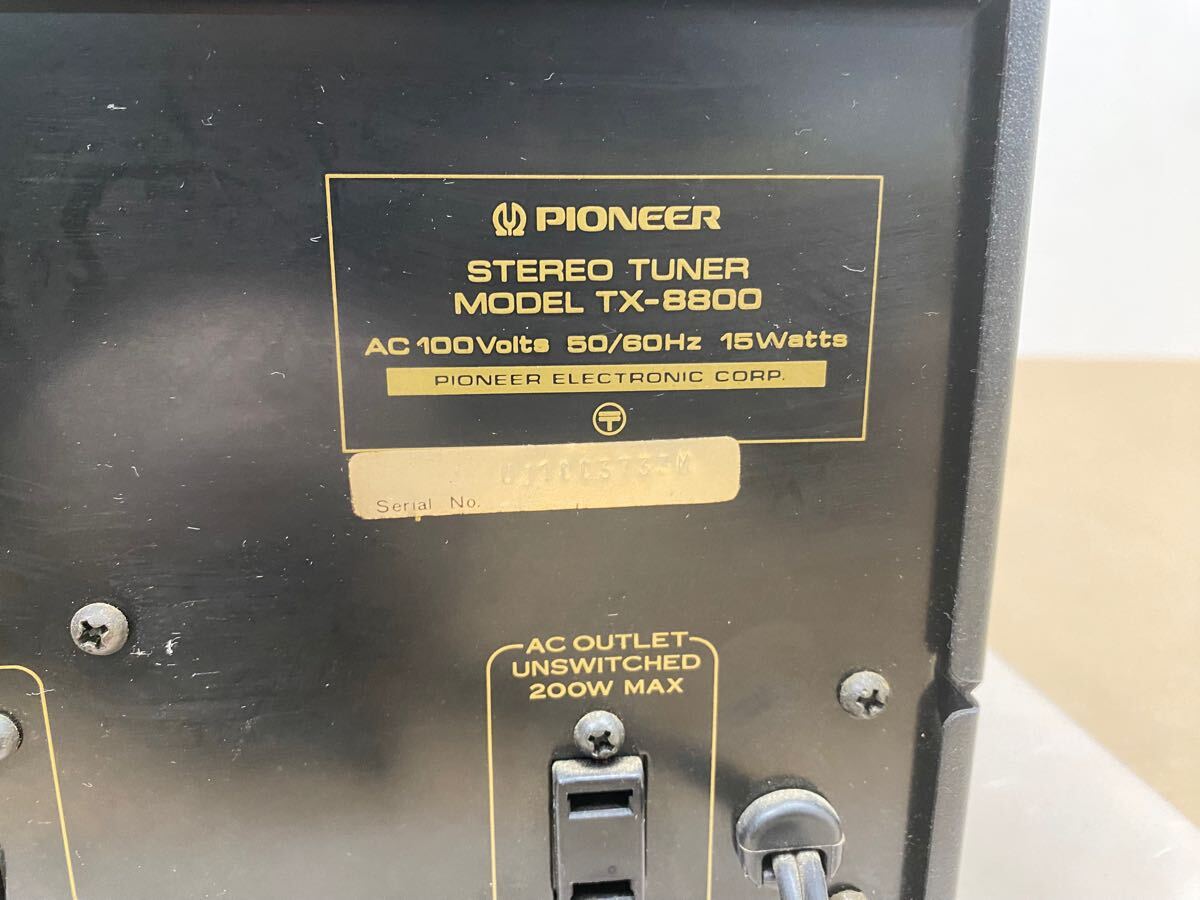 PIONEER
STEREO TUNER
MODEL TX-8800
AC 100Volts 50/60Hz 15Watts
PIONEER ELECTRONIC CORP.
Serial No.
AC OUTLET
UNSWITCHED
200W MAX